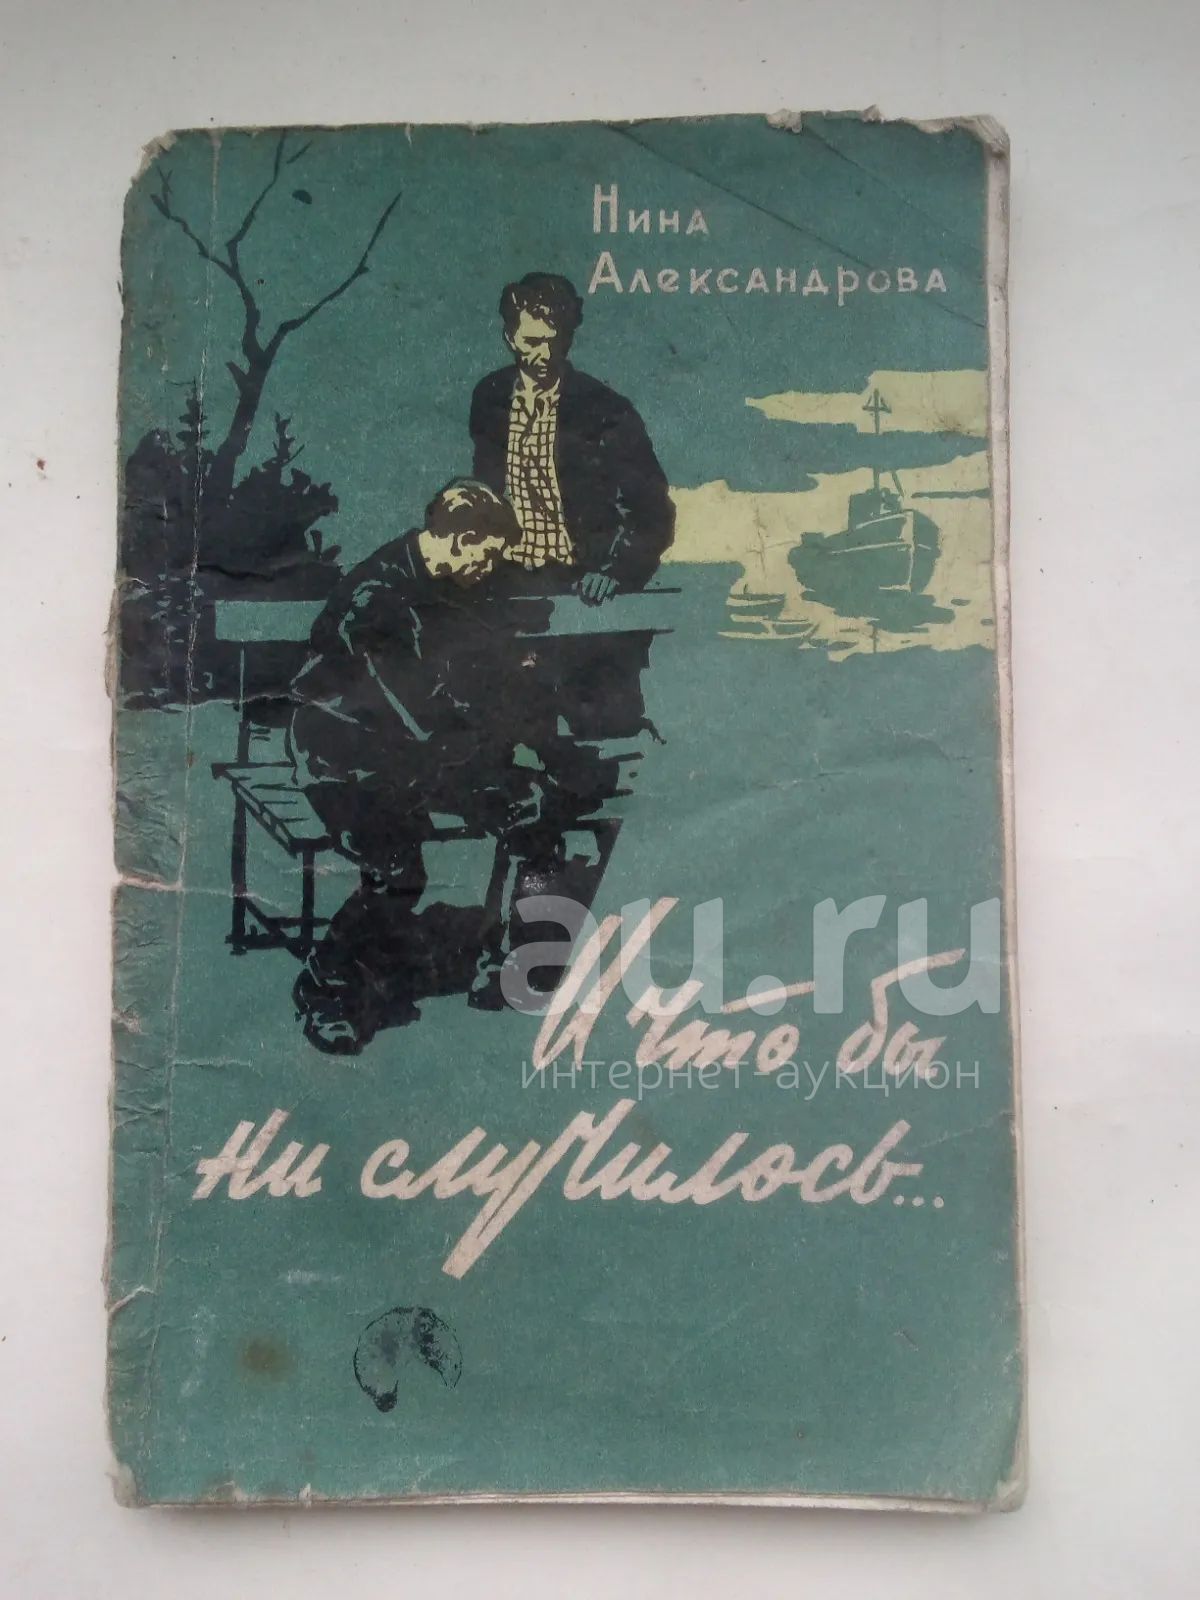 Нина
Александрова
au.ru
И что бы
интернет-аукцион
ни случилось...